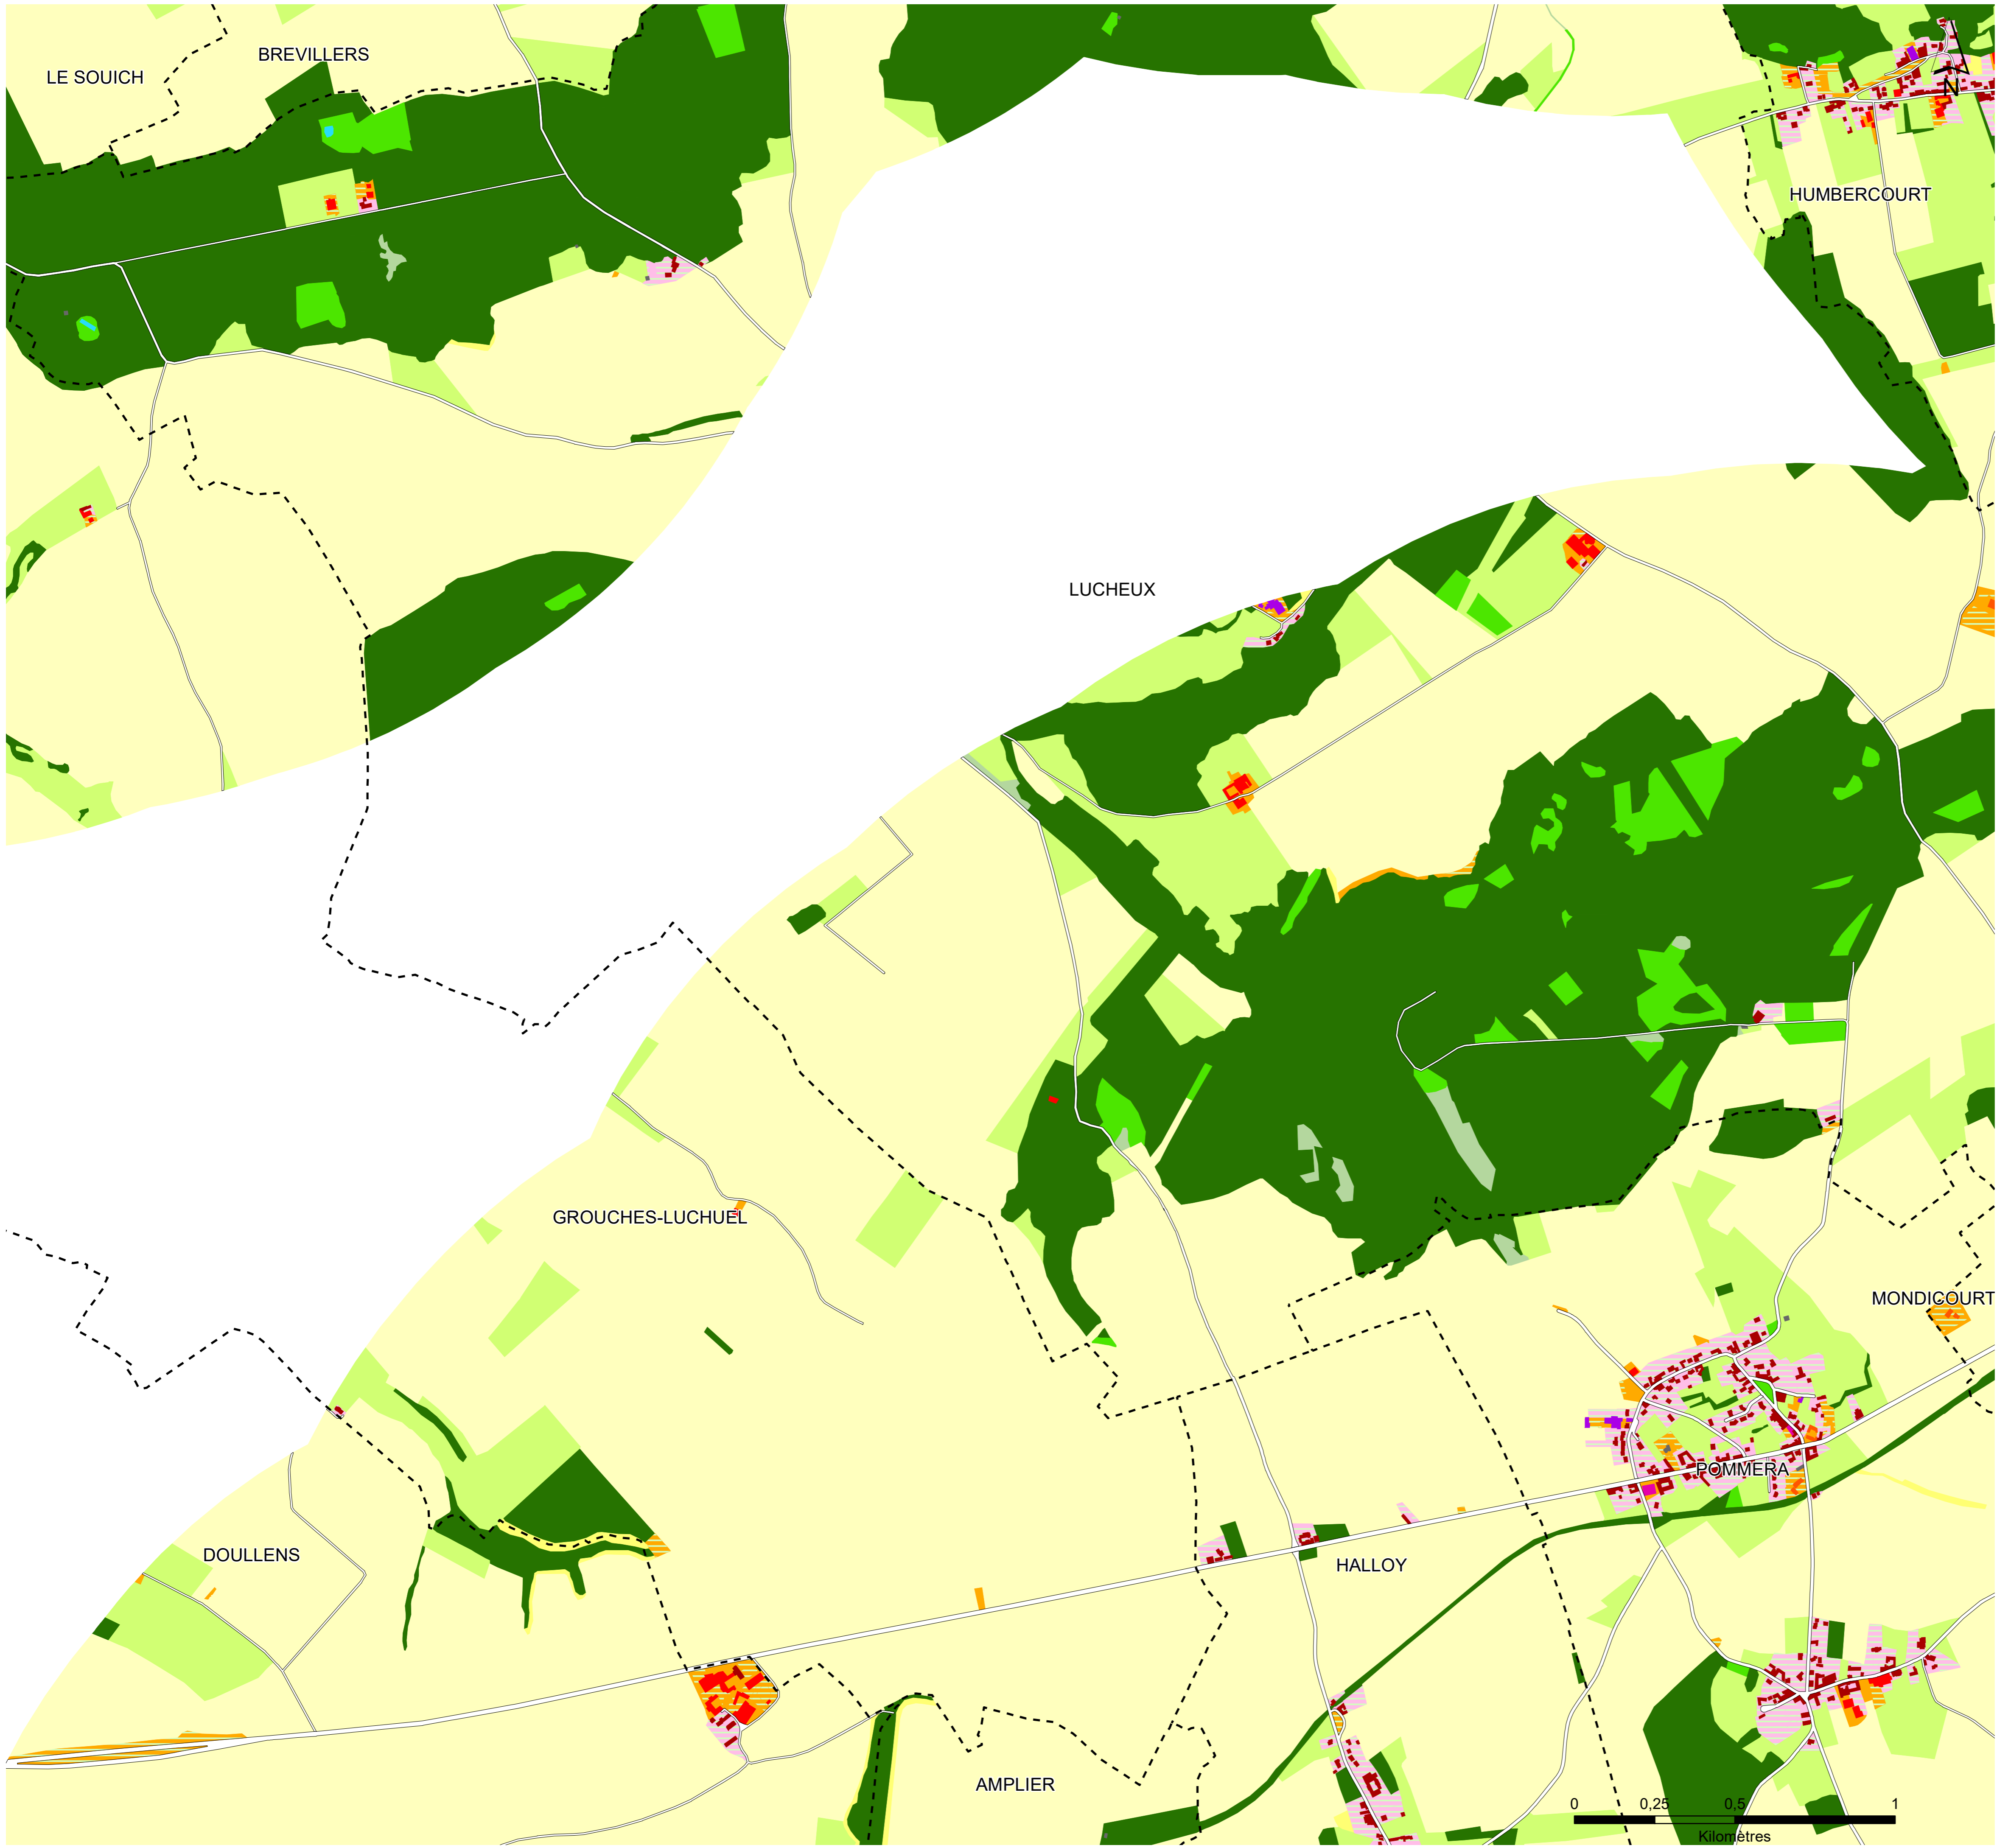 BREVILLERS
LE SOUICH
N
HUMBERCOURT
LUCHEUX
GROUCHES-LUCHUEL
MONDICOURT
POMMERA
DOULLENS
HALLOY
AMPLIER
0 0,25 0,5 1
Kilomètres